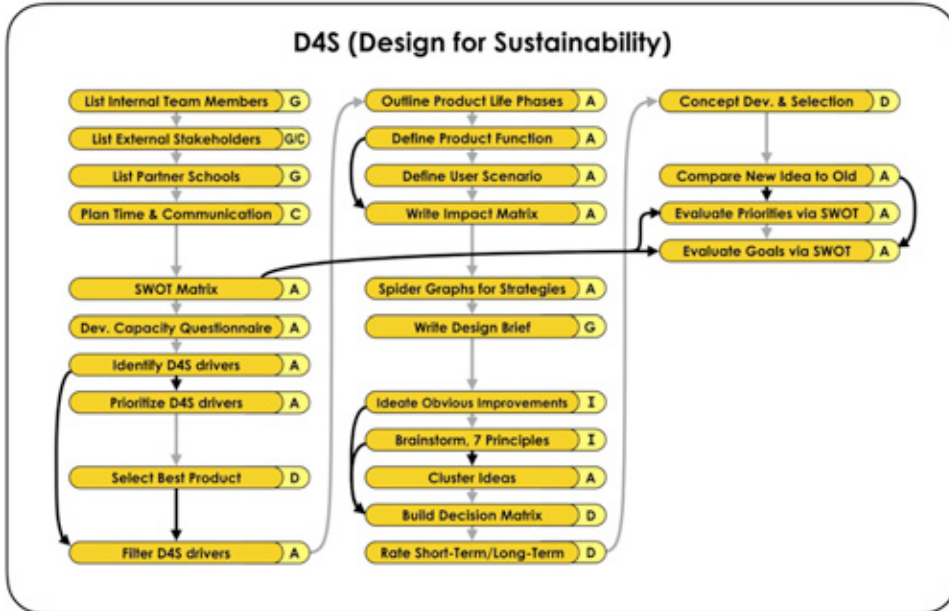 D4S (Design for Sustainability)
List Internal Team Members G
List External Stakeholders G/C
List Partner Schools G
Plan Time & Communication C
SWOT Matrix A
Dev. Capacity Questionnaire A
Identify D4S drivers A
Prioritize D4S drivers A
Select Best Product D
Filter D4S drivers A
Outline Product Life Phases A
Define Product Function A
Define User Scenario A
Write Impact Matrix A
Spider Graphs for Strategies A
Write Design Brief G
Ideate Obvious Improvements I
Brainstorm, 7 Principles I
Cluster Ideas A
Build Decision Matrix D
Rate Short-Term/Long-Term D
Concept Dev. & Selection D
Compare New Idea to Old A
Evaluate Priorities via SWOT A
Evaluate Goals via SWOT A